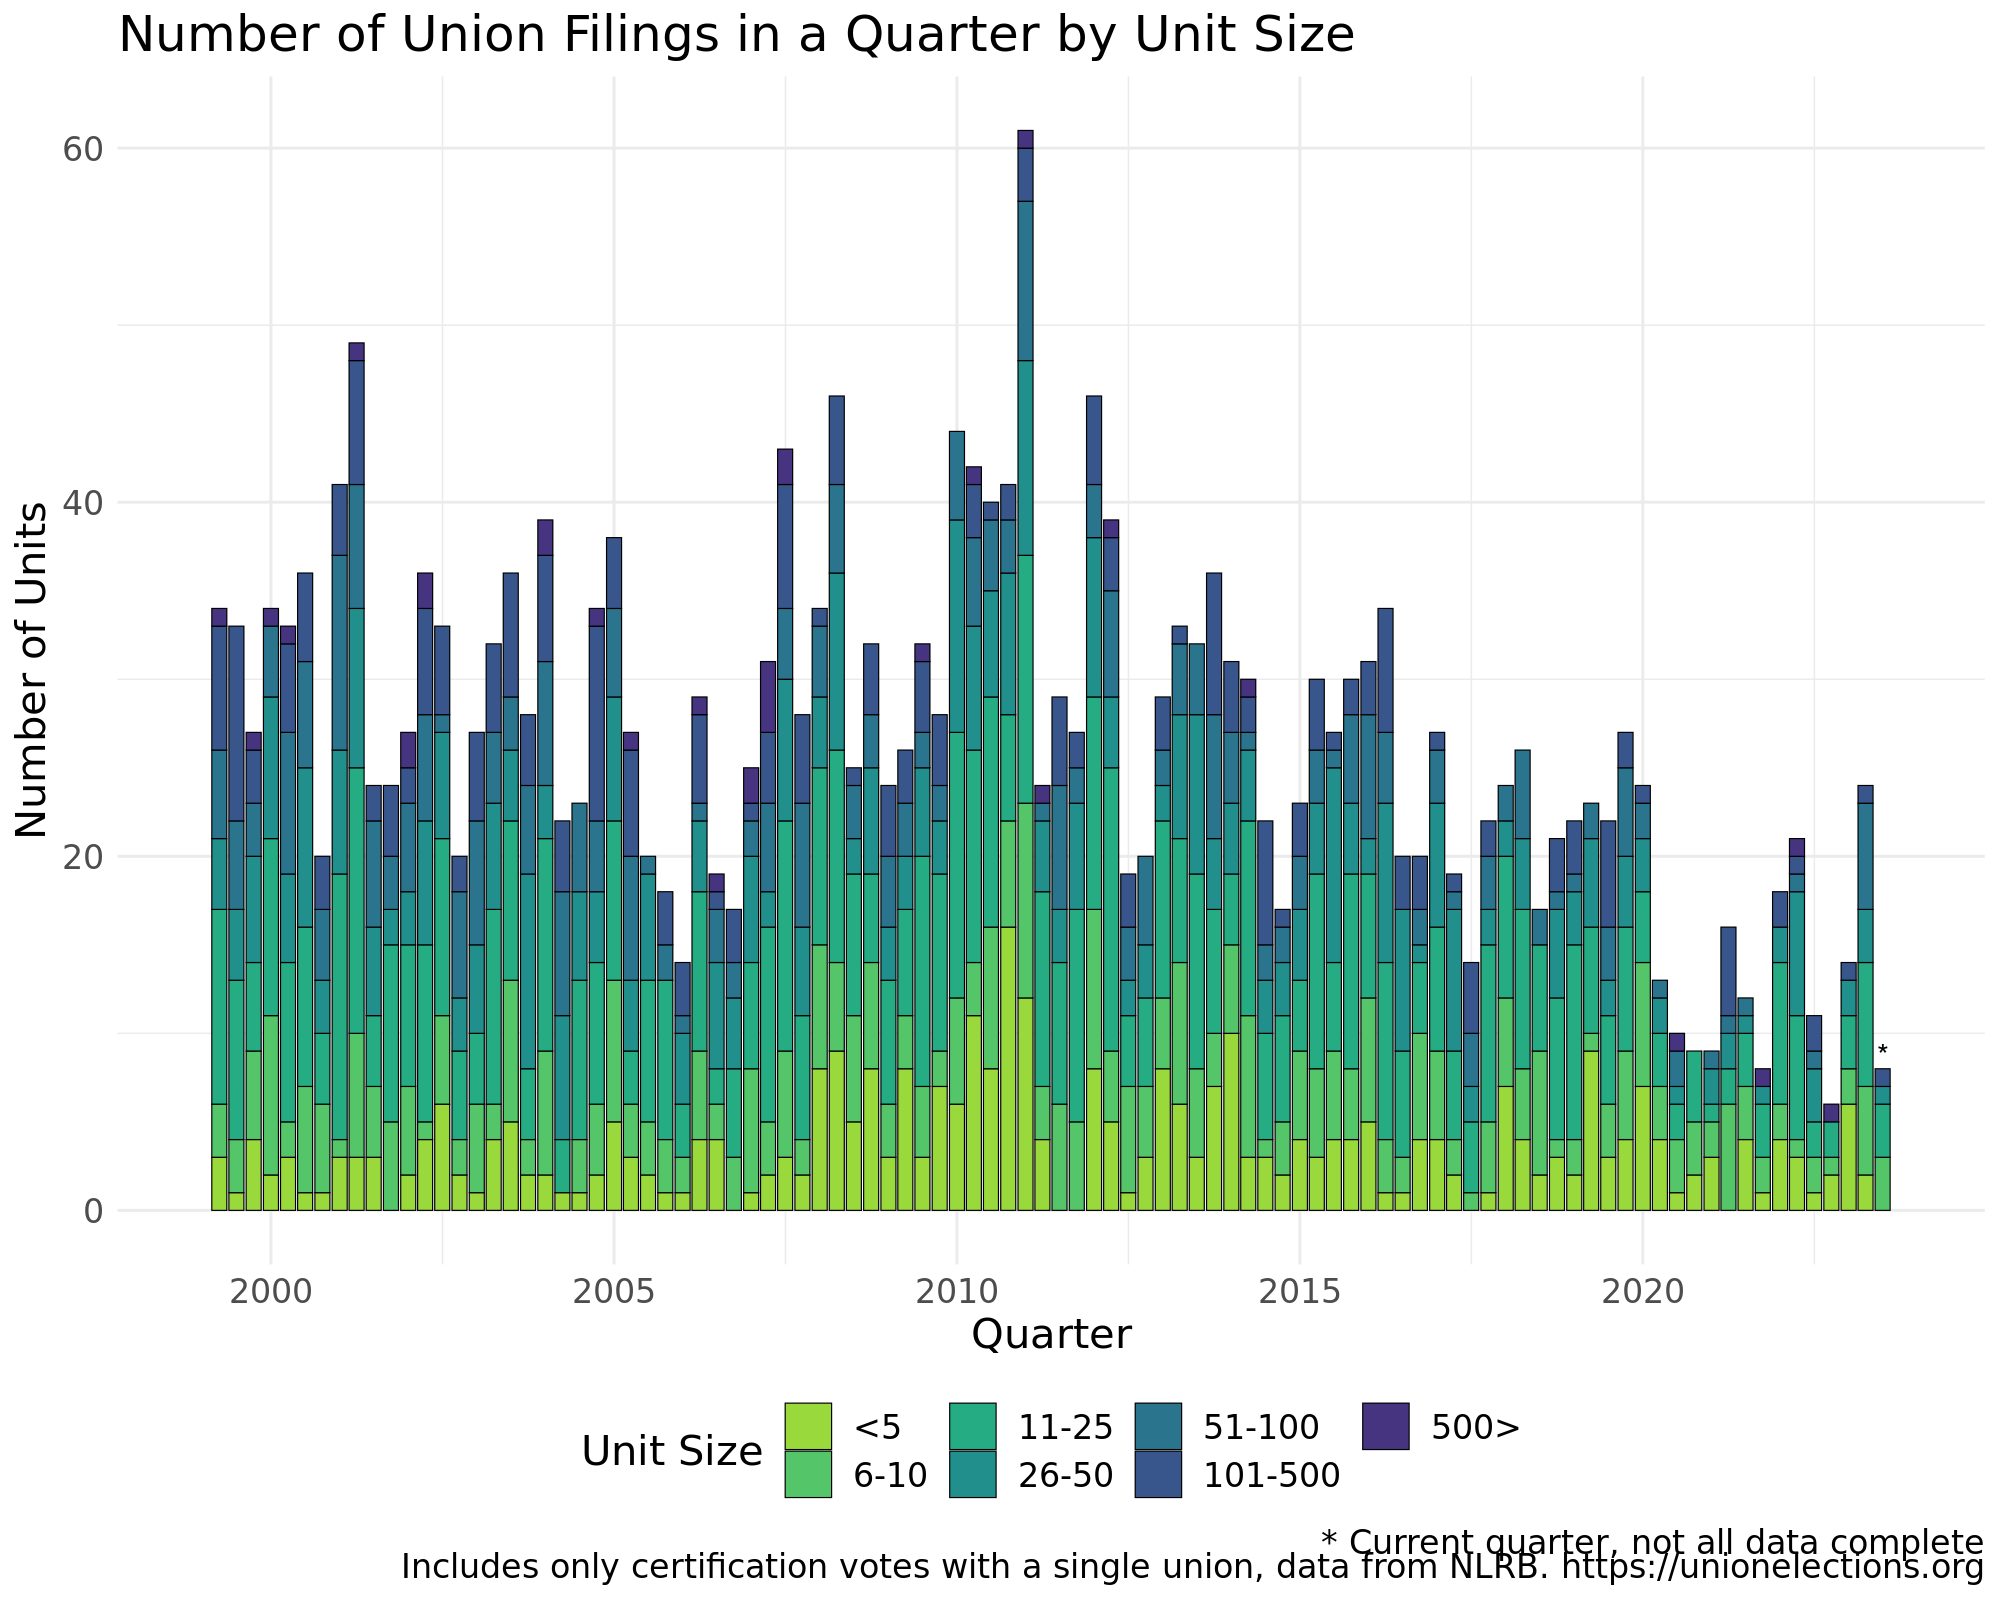 Number of Union Filings in a Quarter by Unit Size
Number of Units
60
40
20
0
*
2000 2005 2010 2015 2020
Quarter
Unit Size
<5 11-25 51-100 500>
6-10 26-50 101-500
* Current quarter, not all data complete
Includes only certification votes with a single union, data from NLRB. https://unionelections.org